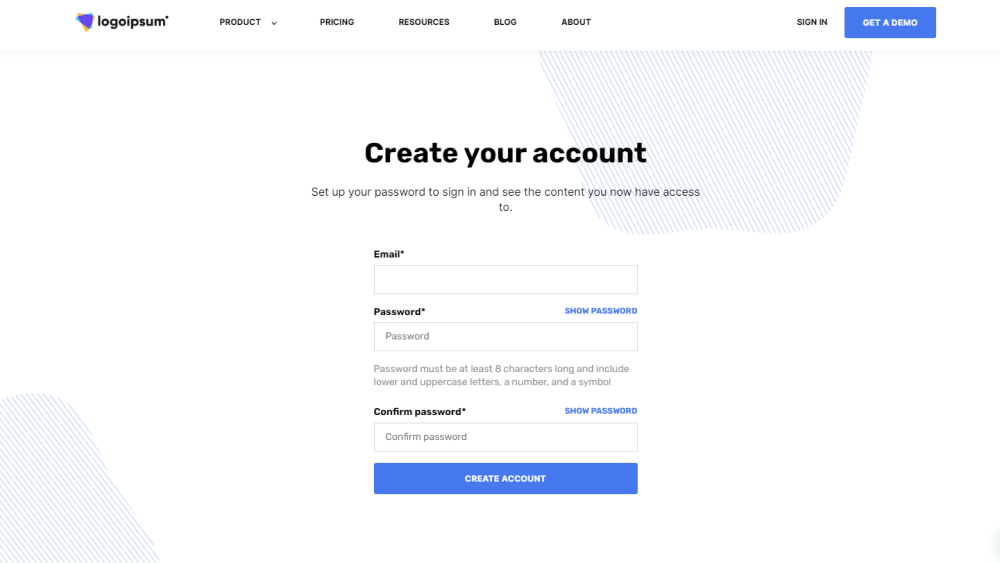 logoipsum
PRODUCT PRICING RESOURCES BLOG ABOUT SIGN IN GET A DEMO
Create your account
Set up your password to sign in and see the content you now have access
to.
Email*
Password* SHOW PASSWORD
Password
Password must be at least 8 characters long and include
lower and uppercase letters, a number, and a symbol
Confirm password* SHOW PASSWORD
Confirm password
CREATE ACCOUNT